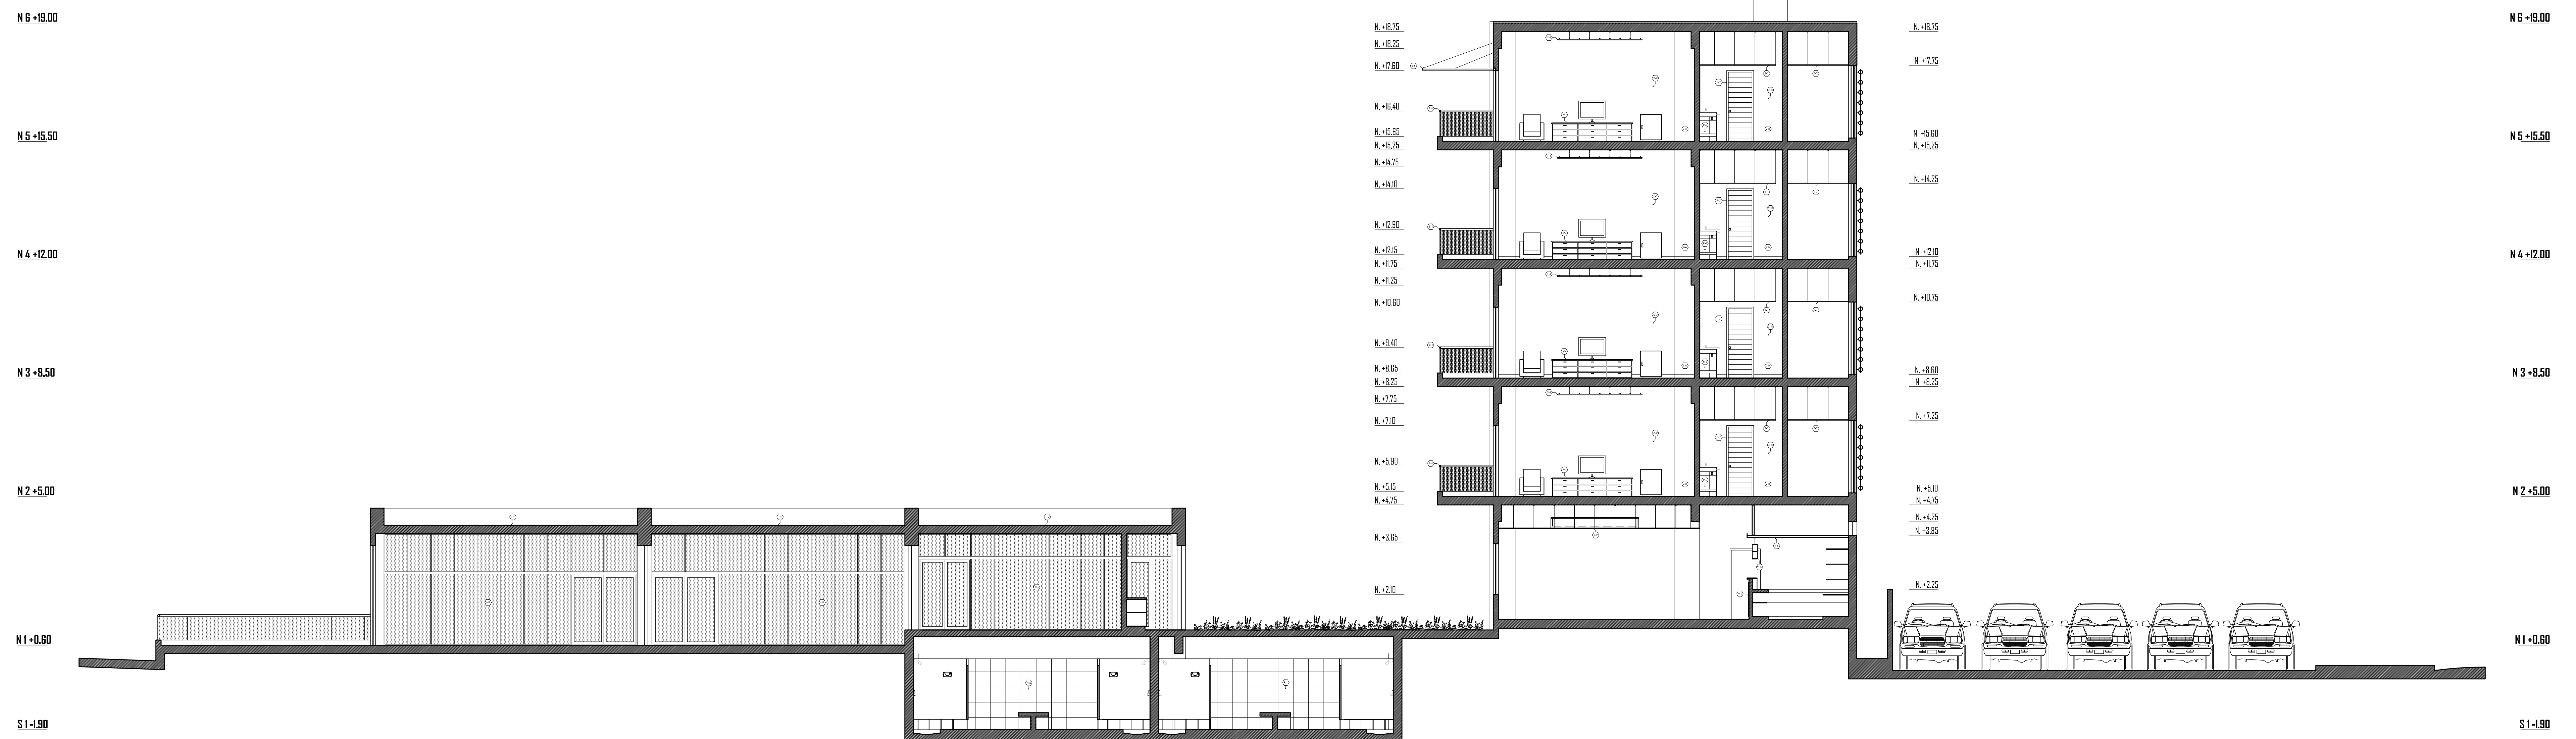 N 6 +19.00
N 5 +15.50
N 4 +12.00
N 3 +8.50
N 2 +5.00
N 1 +0.60
S 1 -1.90
N. +18.75
N. +18.25
N. +17.60
N. +16.40
N. +15.65
N. +15.25
N. +14.75
N. +14.10
N. +12.90
N. +12.15
N. +11.75
N. +11.25
N. +10.60
N. +9.40
N. +8.65
N. +8.25
N. +7.75
N. +7.10
N. +5.90
N. +5.15
N. +4.75
N. +3.65
N. +2.10
N. +18.75
N. +17.75
N. +15.60
N. +15.25
N. +14.25
N. +12.10
N. +11.75
N. +10.75
N. +8.60
N. +8.25
N. +7.25
N. +5.10
N. +4.75
N. +4.25
N. +3.85
N. +2.25
N 6 +19.00
N 5 +15.50
N 4 +12.00
N 3 +8.50
N 2 +5.00
N 1 +0.60
S 1 -1.90